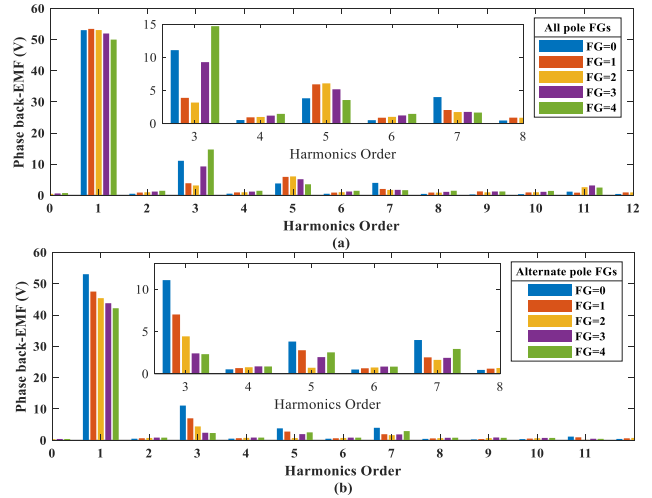 All pole FGs
FG=0
FG=1
FG=2
FG=3
FG=4
Phase back-EMF (V)
60
50
40
30
20
10
0
15
10
5
0
3 4 5 6 7 8
Harmonics Order
0 1 2 3 4 5 6 7 8 9 10 11 12
Harmonics Order
(a)
Alternate pole FGs
FG=0
FG=1
FG=2
FG=3
FG=4
Phase back-EMF (V)
60
50
40
30
20
10
0
10
5
0
3 4 5 6 7 8
Harmonics Order
0 1 2 3 4 5 6 7 8 9 10 11
Harmonics Order
(b)